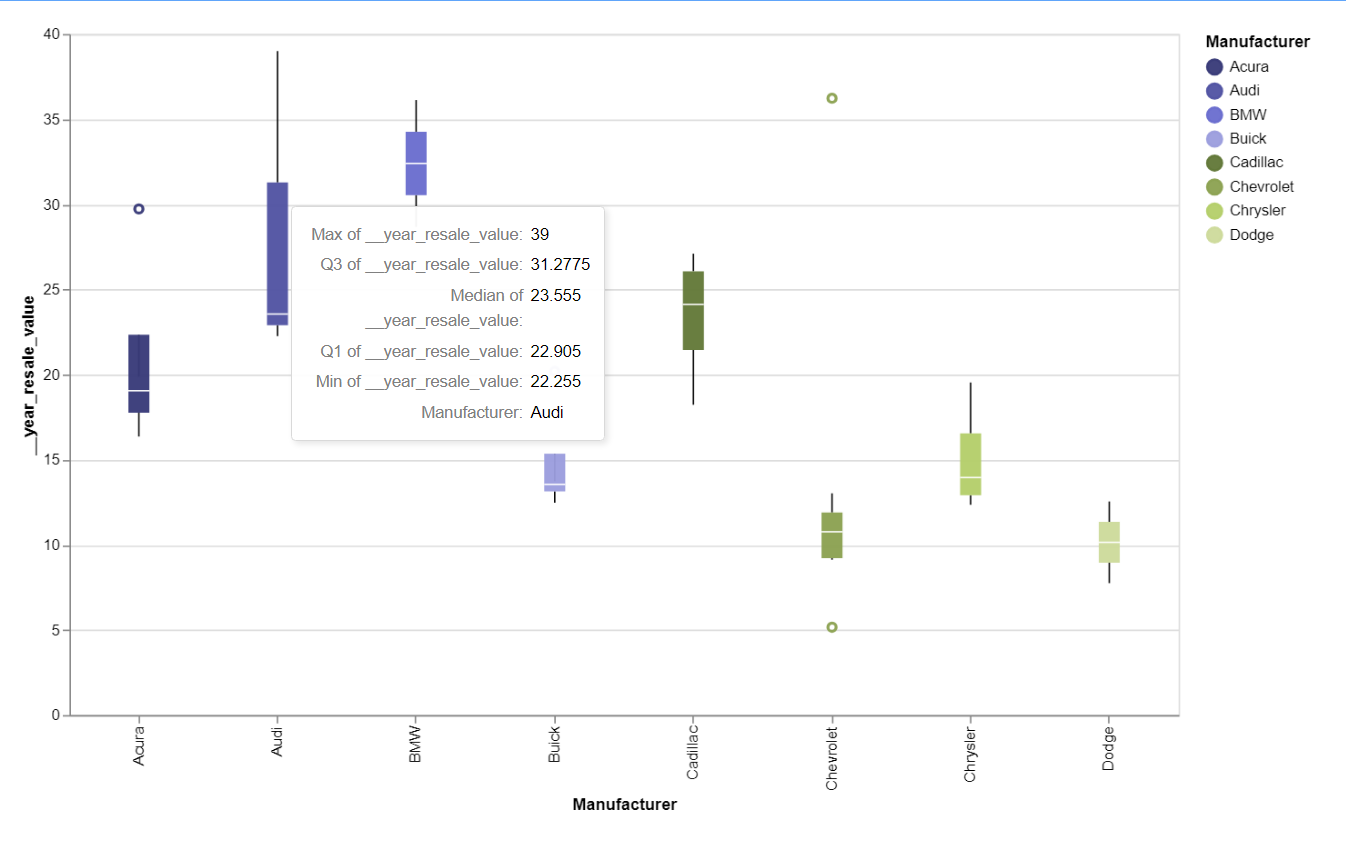 40
35
30
25
20
15
10
5
0
__year_resale_value
Max of __year_resale_value: 39
Q3 of __year_resale_value: 31.2775
Median of 23.555
__year_resale_value:
Q1 of __year_resale_value: 22.905
Min of __year_resale_value: 22.255
Manufacturer: Audi
Acura
Audi
BMW
Buick
Cadillac
Chevrolet
Chrysler
Dodge
Manufacturer
Manufacturer
Acura
Audi
BMW
Buick
Cadillac
Chevrolet
Chrysler
Dodge